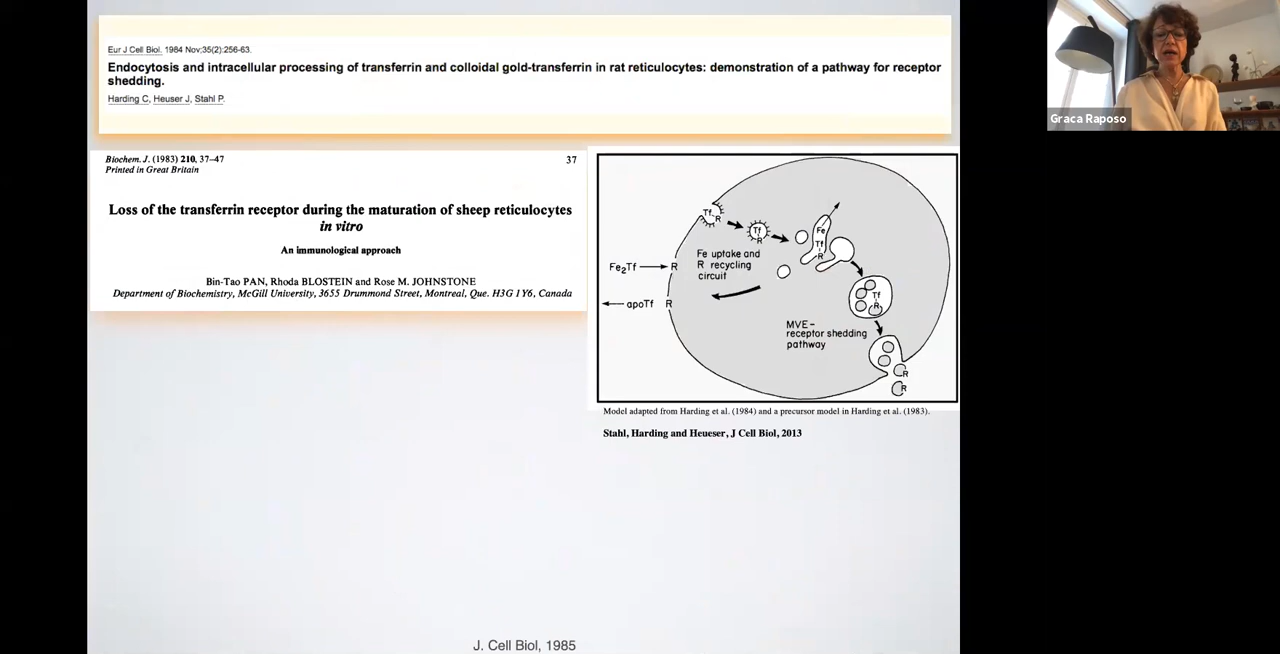 Eur J Cell Biol. 1984 Nov;35(2):256-63.
Endocytosis and intracellular processing of transferrin and colloidal gold-transferrin in rat reticulocytes: demonstration of a pathway for receptor
shedding.
Harding C, Heuser J, Stahl P.
Graca Raposo
Biochem. J. (1983) 210, 37–47
37
Printed in Great Britain
Loss of the transferrin receptor during the maturation of sheep reticulocytes
in vitro
An immunological approach
Bin-Tao PAN, Rhoda BLOSTEIN and Rose M. JOHNSTONE
Department of Biochemistry, McGill University, 3655 Drummond Street, Montreal, Que. H3G 1Y6, Canada
Tf
R
Tf
R
Fe
Tf
R
Fe uptake and
R recycling
circuit
Fe2Tf
R
apoTf
R
Tf
R
MVE–
receptor shedding
pathway
R
R
Model adapted from Harding et al. (1984) and a precursor model in Harding et al. (1983).
Stahl, Harding and Heueser, J Cell Biol, 2013
J. Cell Biol, 1985